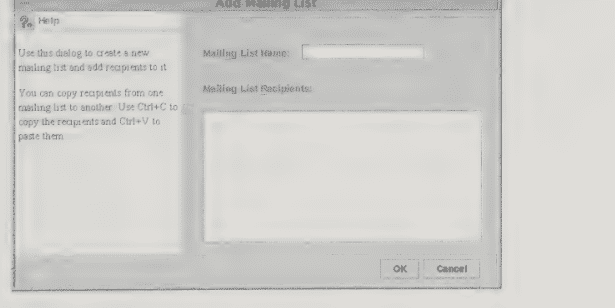 Add Mailing List
Help
Use this dialog to create a new
mailing list and add recipients to it
You can copy recipients from one
mailing list to another. Use Ctrl+C to
copy the recipients and Ctrl+V to
paste them
Mailing List Name:
Mailing List Recipients:
OK
Cancel